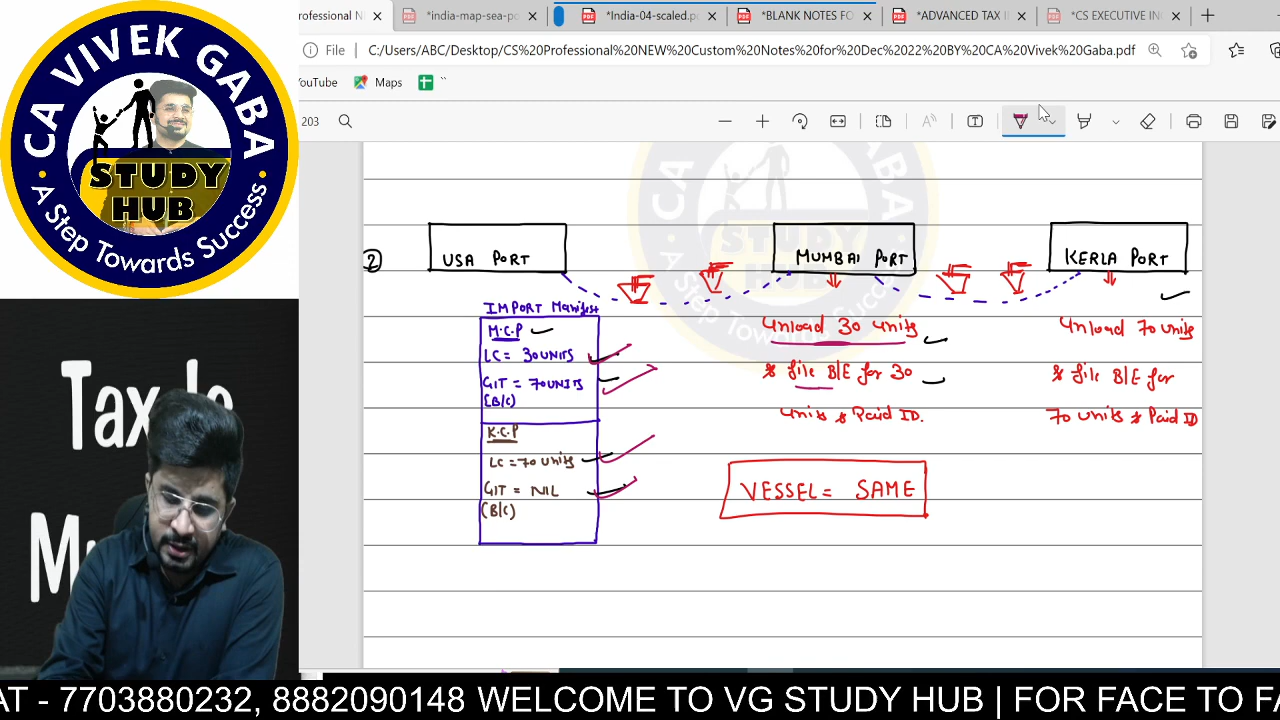 CA VIVEK GABA
STUDY
HUB
A Step Towards Success
Professional N
*india-map-sea-po
*India-04-scaled.p
*BLANK NOTES FO
*ADVANCED TAX
*CS EXECUTIVE IN
File
C:/Users/ABC/Desktop/CS%20Professional%20NEW%20Custom%20Notes%20for%20Dec%2022022%20BY%20CA%20Vivek%20Gaba.pdf
YouTube
Maps
``
203
2
USA PORT
MUMBAI PORT
KERLA PORT
IMPORT Manifest
M.C.P
LC = 30 UNITS
GIT = 70 UNITS
(B/C)
K.C.P
LC = 70 units
GIT = NIL
(B/C)
unload 30 units
& file B/E for 30
units & Paid ID.
unload 70 units
& file B/E for
70 units & Paid ID
VESSEL = SAME
AT - 7703880232, 8882090148 WELCOME TO VG STUDY HUB | FOR FACE TO FA